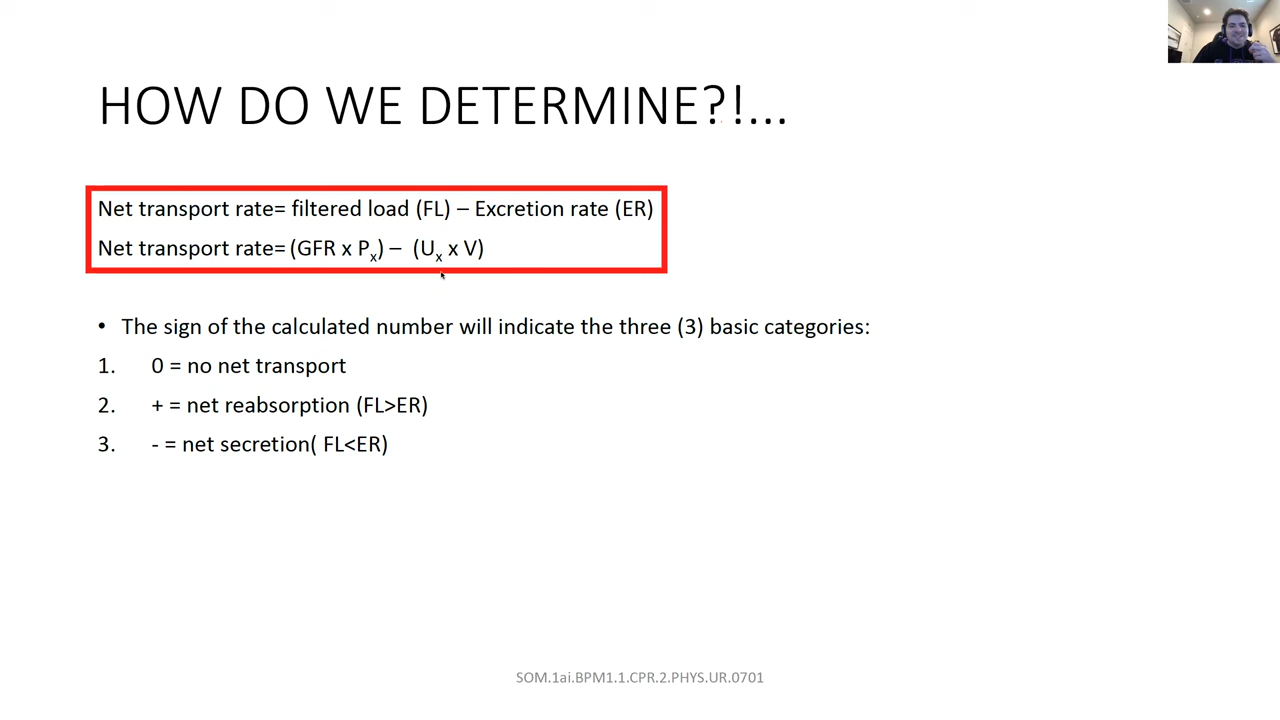 HOW DO WE DETERMINE?!...
Net transport rate= filtered load (FL) – Excretion rate (ER)
Net transport rate= (GFR x Px) – (Ux x V)
• The sign of the calculated number will indicate the three (3) basic categories:
1. 0 = no net transport
2. + = net reabsorption (FL>ER)
3. - = net secretion( FL<ER)
SOM.1ai.BPM1.1.CPR.2.PHYS.UR.0701